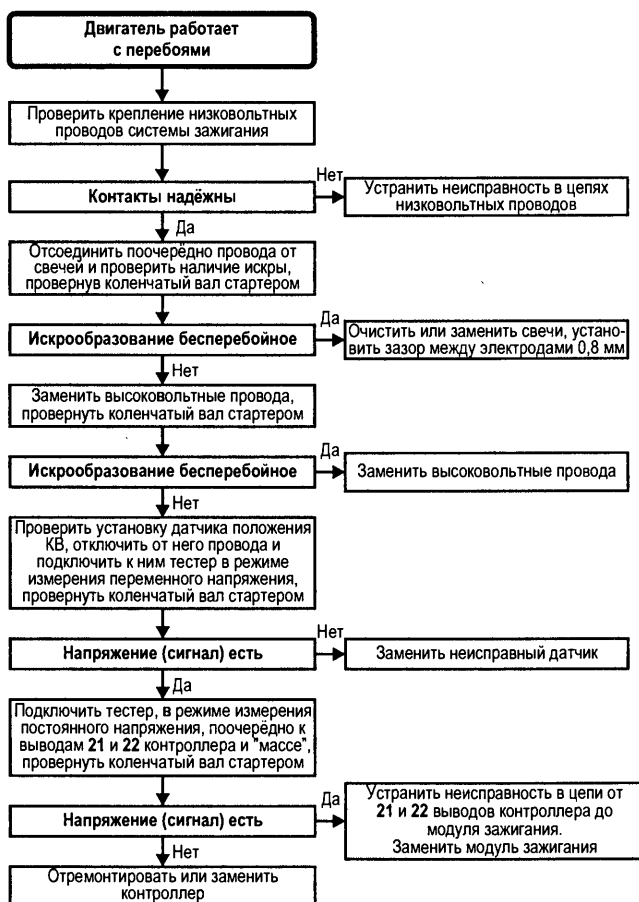 Двигатель работает
с перебоями
Проверить крепление низковольтных
проводов системы зажигания
Нет
Контакты надёжны
Устранить неисправность в цепях
низковольтных проводов
Да
Отсоединить поочерёдно провода от
свечей и проверить наличие искры,
провернув коленчатый вал стартером
Да
Искрообразование бесперебойное
Очистить или заменить свечи, устано-
вить зазор между электродами 0,8 мм
Нет
Заменить высоковольтные провода,
провернуть коленчатый вал стартером
Да
Искрообразование бесперебойное
Заменить высоковольтные провода
Нет
Проверить установку датчика положения
КВ, отключить от него провода и
подключить к ним тестер в режиме
измерения переменного напряжения,
провернуть коленчатый вал стартером
Нет
Напряжение (сигнал) есть
Заменить неисправный датчик
Да
Подключить тестер, в режиме измерения
постоянного напряжения, поочерёдно к
выводам 21 и 22 контроллера и "массе",
провернуть коленчатый вал стартером
Да
Напряжение (сигнал) есть
Устранить неисправность в цепи от
21 и 22 выводов контроллера до
модуля зажигания.
Заменить модуль зажигания
Нет
Отремонтировать или заменить
контроллер